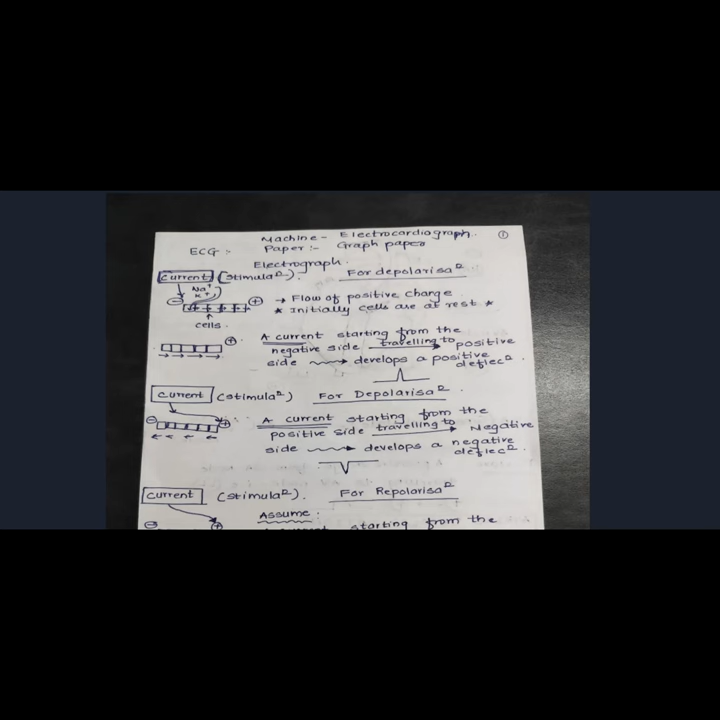 Machine - Electrocardiograph. ①
ECG :- Paper :- Graph paper
Electrograph.
Current (stimulaⁿ). For depolarisaⁿ.
Na⁺
K⁺
⊖ + + + + ⊕ → Flow of positive charge
* Initially cells are at rest *
cells.
A current starting from the
⊕ negative side travelling to positive
side develops a positive
deflecⁿ.
Current (stimulaⁿ) For Depolarisaⁿ.
⊖ ⊕ A current starting from the
positive side travelling to Negative
side develops a negative
deflecⁿ.
Current (stimulaⁿ). For Repolarisaⁿ
Assume :
⊖ ⊕ starting from the